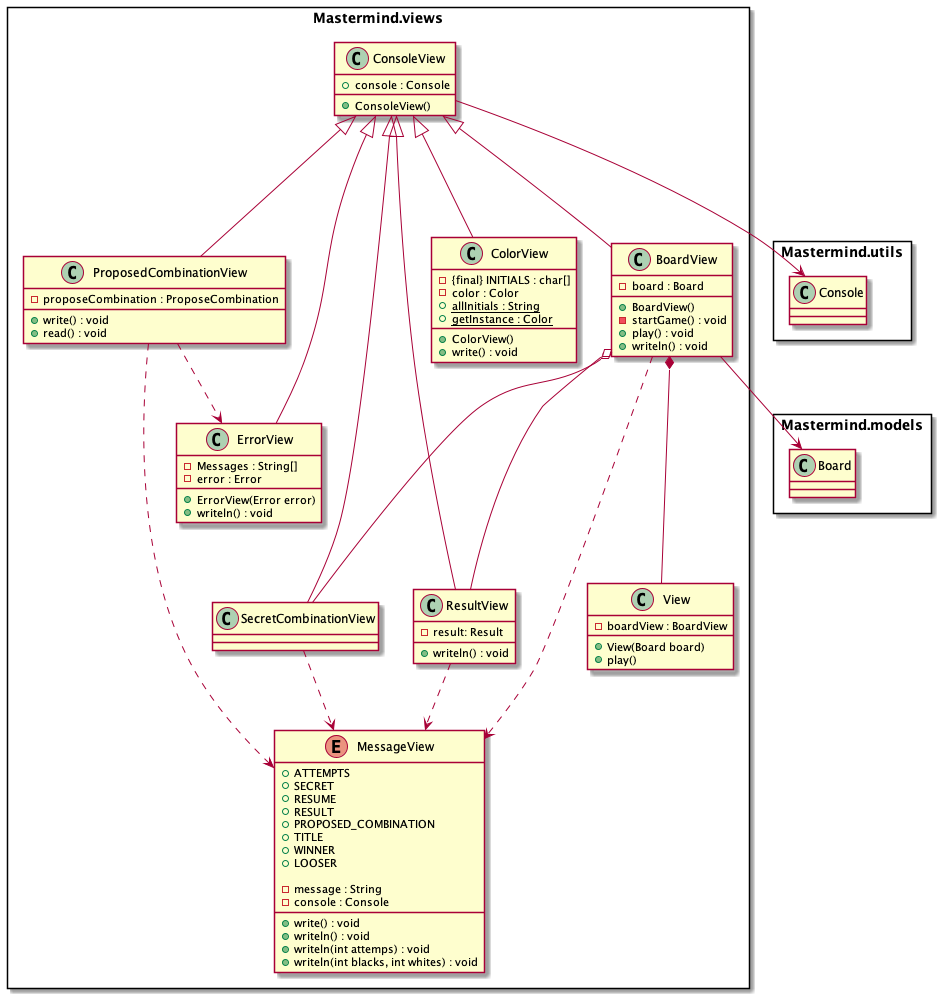 Mastermind.views
C ConsoleView
console : Console
ConsoleView()
C ProposedCombinationView
proposeCombination : ProposeCombination
write() : void
read() : void
C ColorView
{final} INITIALS : char[]
color : Color
allInitials : String
getInstance : Color
ColorView()
write() : void
C BoardView
board : Board
BoardView()
startGame() : void
play() : void
writeln() : void
Mastermind.utils
C Console
C ErrorView
Messages : String[]
error : Error
ErrorView(Error error)
writeln() : void
Mastermind.models
C Board
C SecretCombinationView
C ResultView
result: Result
writeln() : void
C View
boardView : BoardView
View(Board board)
play()
E MessageView
ATTEMPTS
SECRET
RESUME
RESULT
PROPOSED_COMBINATION
TITLE
WINNER
LOOSER
message : String
console : Console
write() : void
writeln() : void
writeln(int attemps) : void
writeln(int blacks, int whites) : void